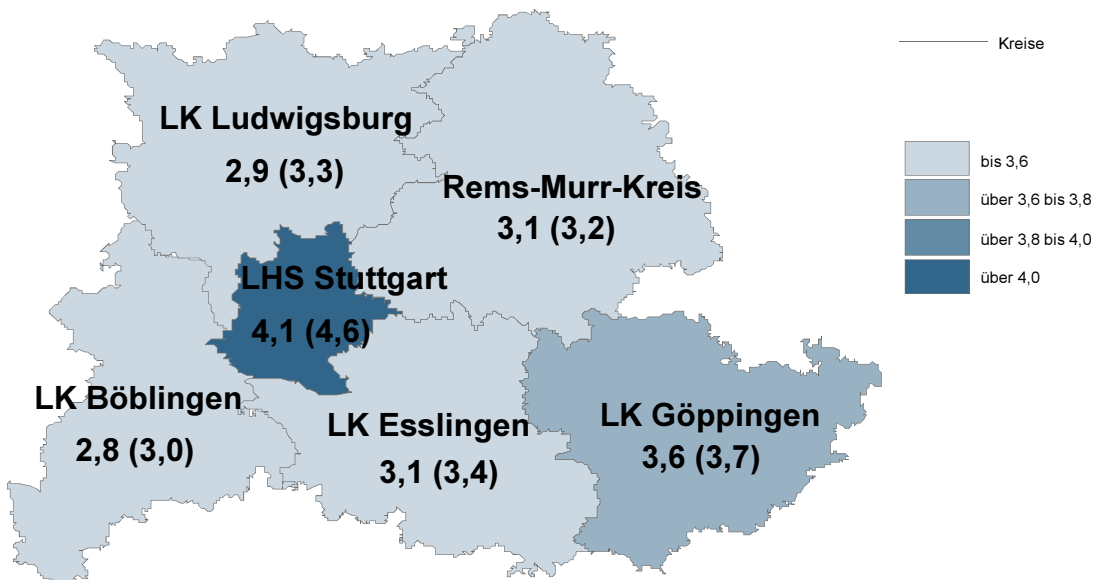 Kreise
LK Ludwigsburg
2,9 (3,3)
Rems-Murr-Kreis
3,1 (3,2)
LHS Stuttgart
4,1 (4,6)
LK Böblingen
2,8 (3,0)
LK Esslingen
3,1 (3,4)
LK Göppingen
3,6 (3,7)
bis 3,6
über 3,6 bis 3,8
über 3,8 bis 4,0
über 4,0